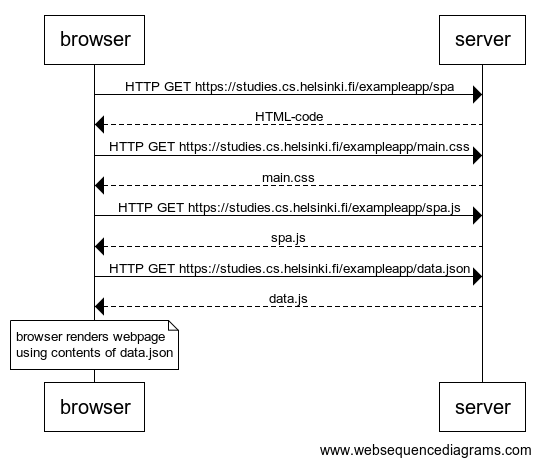 browser
server
HTTP GET https://studies.cs.helsinki.fi/exampleapp/spa
HTML-code
HTTP GET https://studies.cs.helsinki.fi/exampleapp/main.css
main.css
HTTP GET https://studies.cs.helsinki.fi/exampleapp/spa.js
spa.js
HTTP GET https://studies.cs.helsinki.fi/exampleapp/data.json
data.js
browser renders webpage
using contents of data.json
browser
server
www.websequencediagrams.com